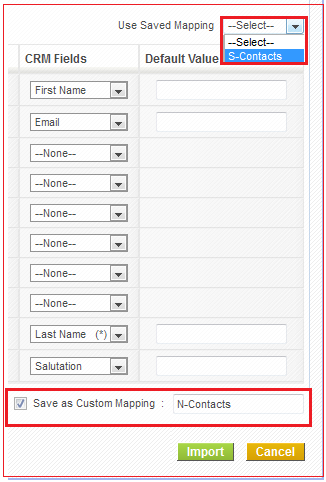 Use Saved Mapping --Select--
--Select--
S-Contacts
CRM Fields Default Value
First Name
Email
--None--
--None--
--None--
--None--
--None--
--None--
Last Name (*)
Salutation
Save as Custom Mapping : N-Contacts
Import Cancel